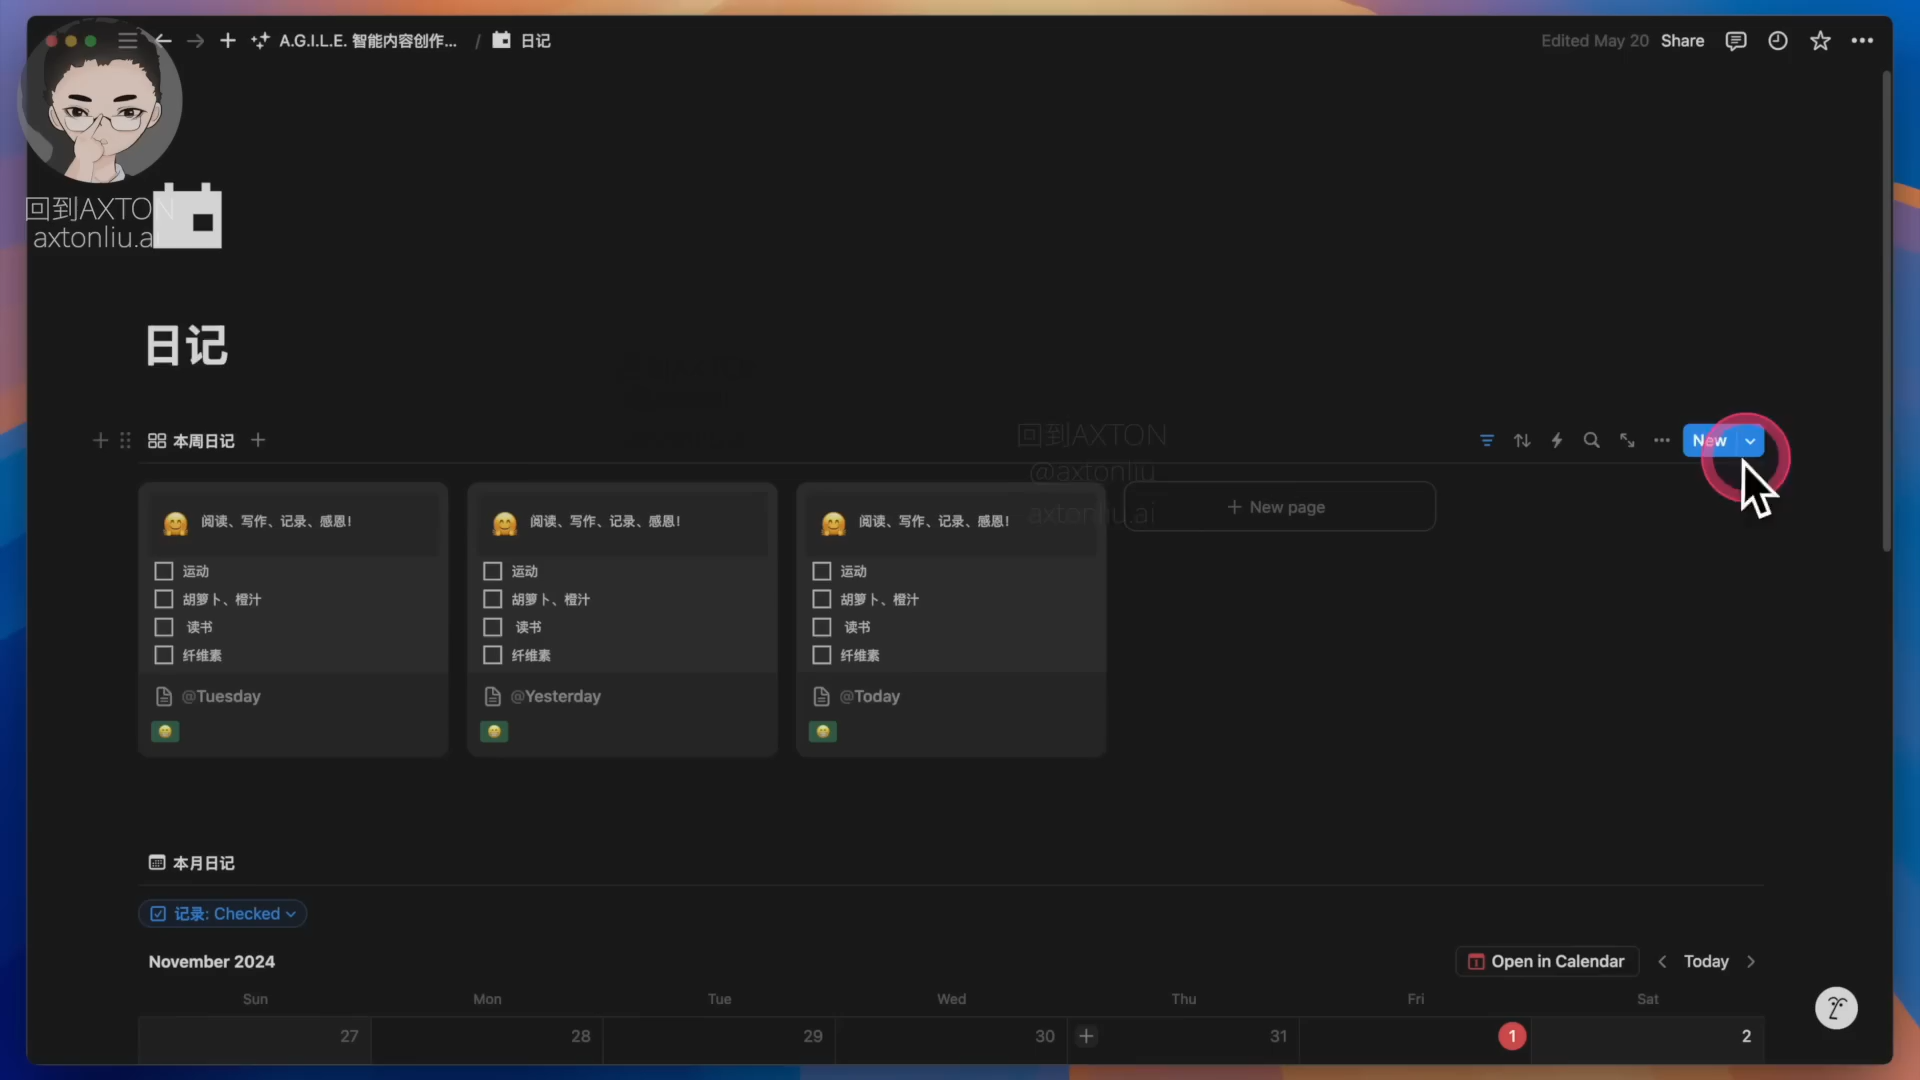 A.G.I.L.E. 智能内容创作... / 日记
Edited May 20 Share
回到AXTON
axtonliu.ai
日记
本周日记
New
回到AXTON
@axtonliu
axtonliu.ai
阅读、写作、记录、感恩!
运动
胡萝卜、橙汁
读书
纤维素
@Tuesday
阅读、写作、记录、感恩!
运动
胡萝卜、橙汁
读书
纤维素
@Yesterday
阅读、写作、记录、感恩!
运动
胡萝卜、橙汁
读书
纤维素
@Today
New page
本月日记
记录: Checked
November 2024
Open in Calendar
Today
Sun Mon Tue Wed Thu Fri Sat
27 28 29 30 31 1 2